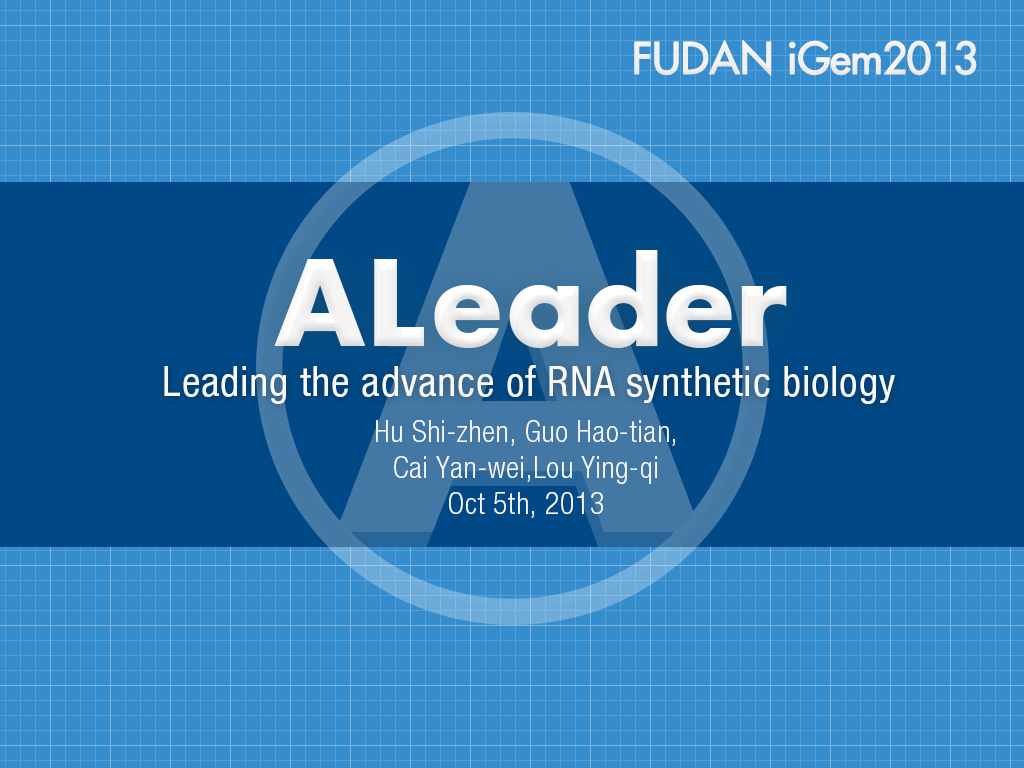 FUDAN iGem2013
ALeader
Leading the advance of RNA synthetic biology
Hu Shi-zhen, Guo Hao-tian,
Cai Yan-wei,Lou Ying-qi
Oct 5th, 2013